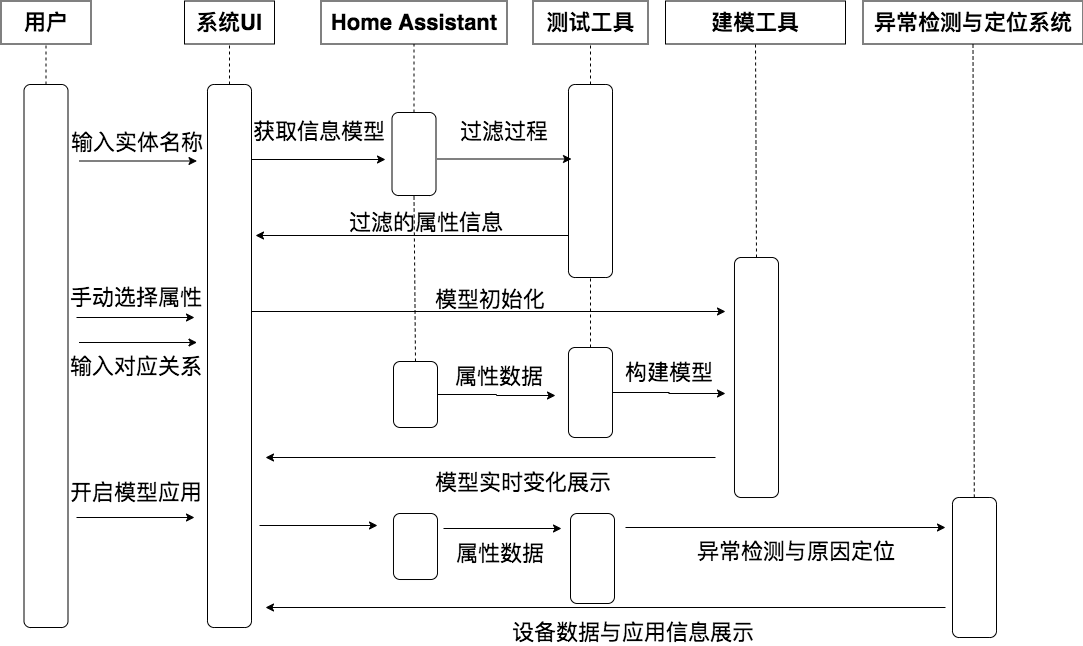 用户
系统UI
Home Assistant
测试工具
建模工具
异常检测与定位系统
输入实体名称
获取信息模型
过滤过程
过滤的属性信息
手动选择属性
模型初始化
输入对应关系
属性数据
构建模型
模型实时变化展示
开启模型应用
属性数据
异常检测与原因定位
设备数据与应用信息展示